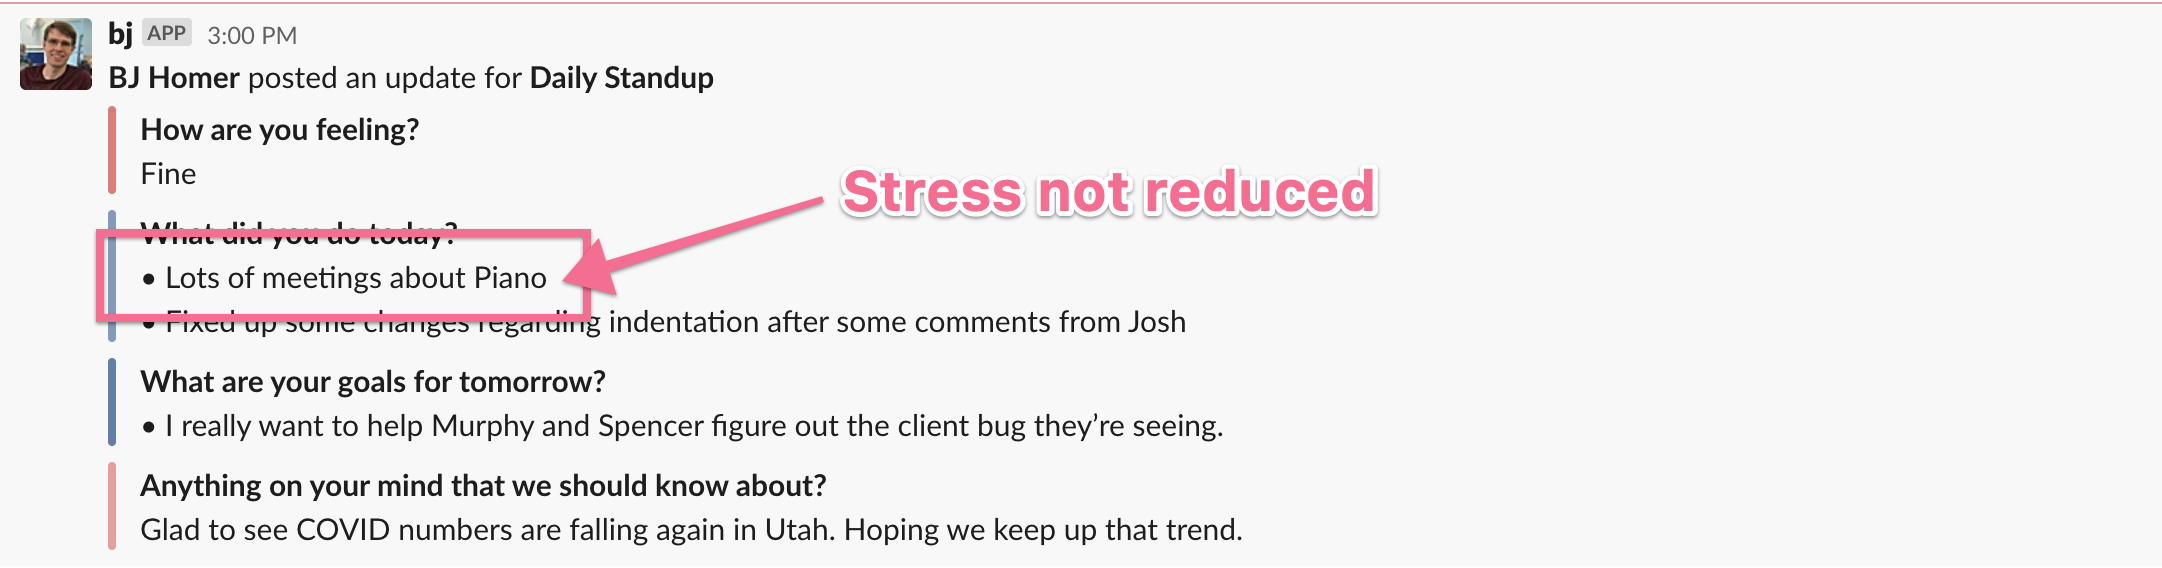 bj APP 3:00 PM
BJ Homer posted an update for Daily Standup
How are you feeling?
Fine
Stress not reduced
What did you do today?
• Lots of meetings about Piano
• Fixed up some changes regarding indentation after some comments from Josh
What are your goals for tomorrow?
• I really want to help Murphy and Spencer figure out the client bug they’re seeing.
Anything on your mind that we should know about?
Glad to see COVID numbers are falling again in Utah. Hoping we keep up that trend.